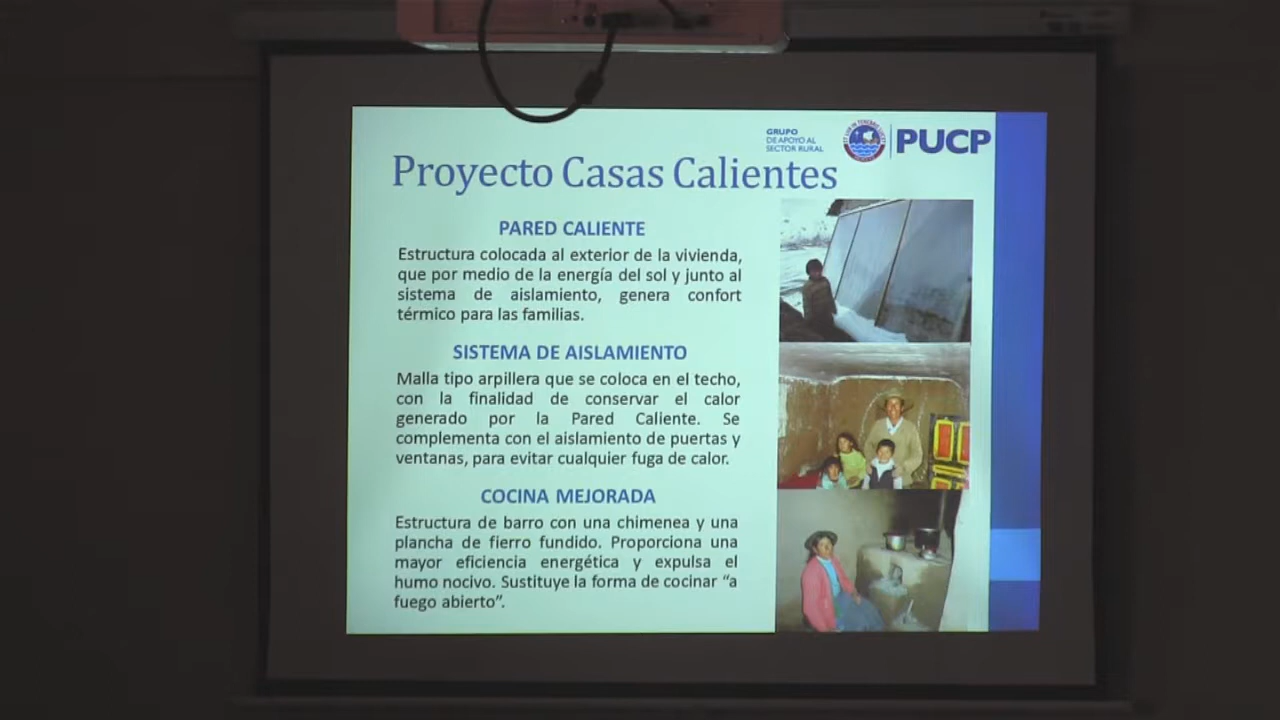 GRUPO
DE APOYO AL
SECTOR RURAL
PUCP
Proyecto Casas Calientes
PARED CALIENTE
Estructura colocada al exterior de la vivienda,
que por medio de la energía del sol y junto al
sistema de aislamiento, genera confort
térmico para las familias.
SISTEMA DE AISLAMIENTO
Malla tipo arpillera que se coloca en el techo,
con la finalidad de conservar el calor
generado por la Pared Caliente. Se
complementa con el aislamiento de puertas y
ventanas, para evitar cualquier fuga de calor.
COCINA MEJORADA
Estructura de barro con una chimenea y una
plancha de fierro fundido. Proporciona una
mayor eficiencia energética y expulsa el
humo nocivo. Sustituye la forma de cocinar “a
fuego abierto”.